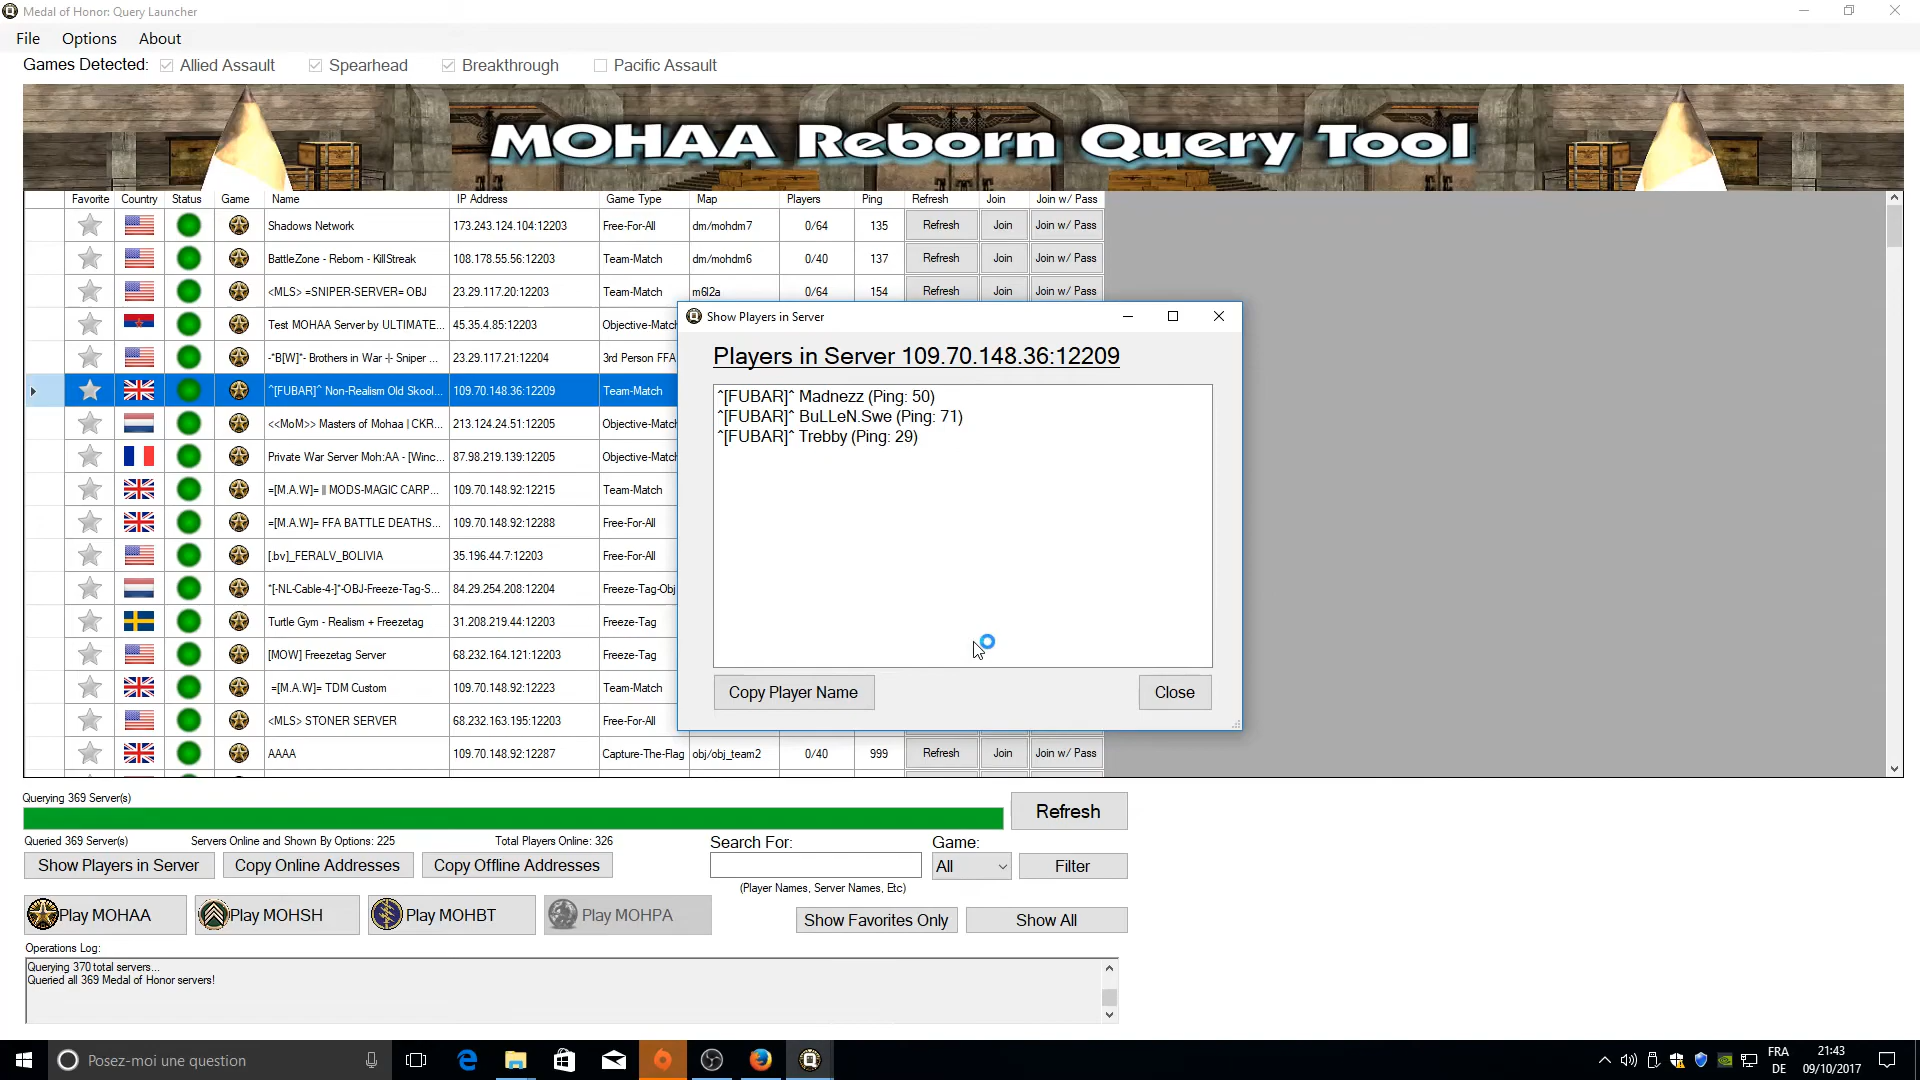 Medal of Honor: Query Launcher
File Options About
Games Detected: Allied Assault Spearhead Breakthrough Pacific Assault
MOHAA Reborn Query Tool
Favorite Country Status Game Name IP Address Game Type Map Players Ping Refresh Join Join w/ Pass
Shadows Network 173.243.124.104:12203 Free-For-All dm/mohdm7 0/64 135 Refresh Join Join w/ Pass
BattleZone - Reborn - KillStreak 108.178.55.56:12203 Team-Match dm/mohdm6 0/40 137 Refresh Join Join w/ Pass
<MLS> =SNIPER-SERVER= OBJ 23.29.117.20:12203 Team-Match m6l2a 0/64 154 Refresh Join Join w/ Pass
Test MOHAA Server by ULTIMATE... 45.35.4.85:12203 Objective-Match
-*B[W]*- Brothers in War -|- Sniper ... 23.29.117.21:12204 3rd Person FFA
^[FUBAR]^ Non-Realism Old Skool... 109.70.148.36:12209 Team-Match
<<MoM>> Masters of Mohaa | CKR... 213.124.24.51:12205 Objective-Match
Private War Server Moh:AA - [Winc... 87.98.219.139:12205 Objective-Match
=[M.A.W]= || MODS-MAGIC CARP... 109.70.148.92:12215 Team-Match
=[M.A.W]= FFA BATTLE DEATHS... 109.70.148.92:12288 Free-For-All
[.bv]_FERALV_BOLIVIA 35.196.44.7:12203 Free-For-All
*[-NL-Cable-4-]*-OBJ-Freeze-Tag-S... 84.29.254.208:12204 Freeze-Tag-Obj
Turtle Gym - Realism + Freezetag 31.208.219.44:12203 Freeze-Tag
[MOW] Freezetag Server 68.232.164.121:12203 Freeze-Tag
=[M.A.W]= TDM Custom 109.70.148.92:12223 Team-Match
<MLS> STONER SERVER 68.232.163.195:12203 Free-For-All
AAAA 109.70.148.92:12287 Capture-The-Flag obj/obj_team2 0/40 999 Refresh Join Join w/ Pass
Show Players in Server
Players in Server 109.70.148.36:12209
^[FUBAR]^ Madnezz (Ping: 50)
^[FUBAR]^ BuLLeN.Swe (Ping: 71)
^[FUBAR]^ Trebby (Ping: 29)
Copy Player Name Close
Querying 369 Server(s)
Refresh
Queried 369 Server(s) Servers Online and Shown By Options: 225 Total Players Online: 326
Search For: Game:
Show Players in Server Copy Online Addresses Copy Offline Addresses All Filter
(Player Names, Server Names, Etc)
Play MOHAA Play MOHSH Play MOHBT Play MOHPA Show Favorites Only Show All
Operations Log:
Querying 370 total servers...
Queried all 369 Medal of Honor servers!
Posez-moi une question
FRA
DE
21:43
09/10/2017